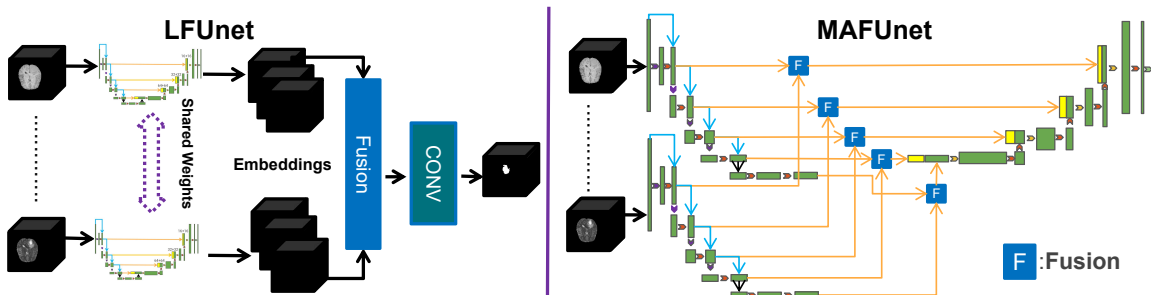 LFUnet
MAFUnet
Shared Weights
Embeddings
Fusion
CONV
F
F
F
F
F
F :Fusion